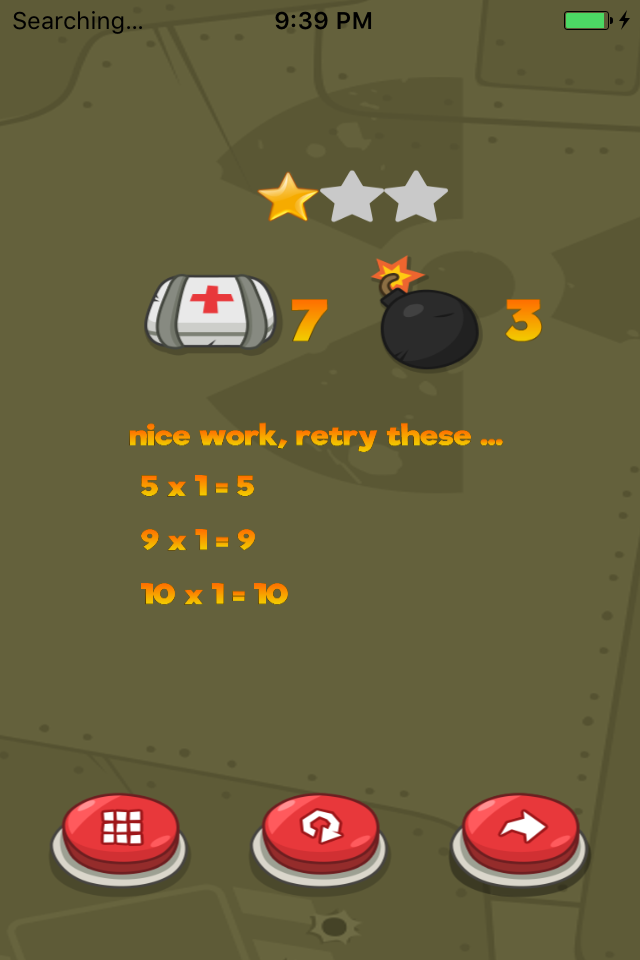 Searching... 9:39 PM
7 3
nice work, retry these ...
5 x 1 = 5
9 x 1 = 9
10 x 1 = 10